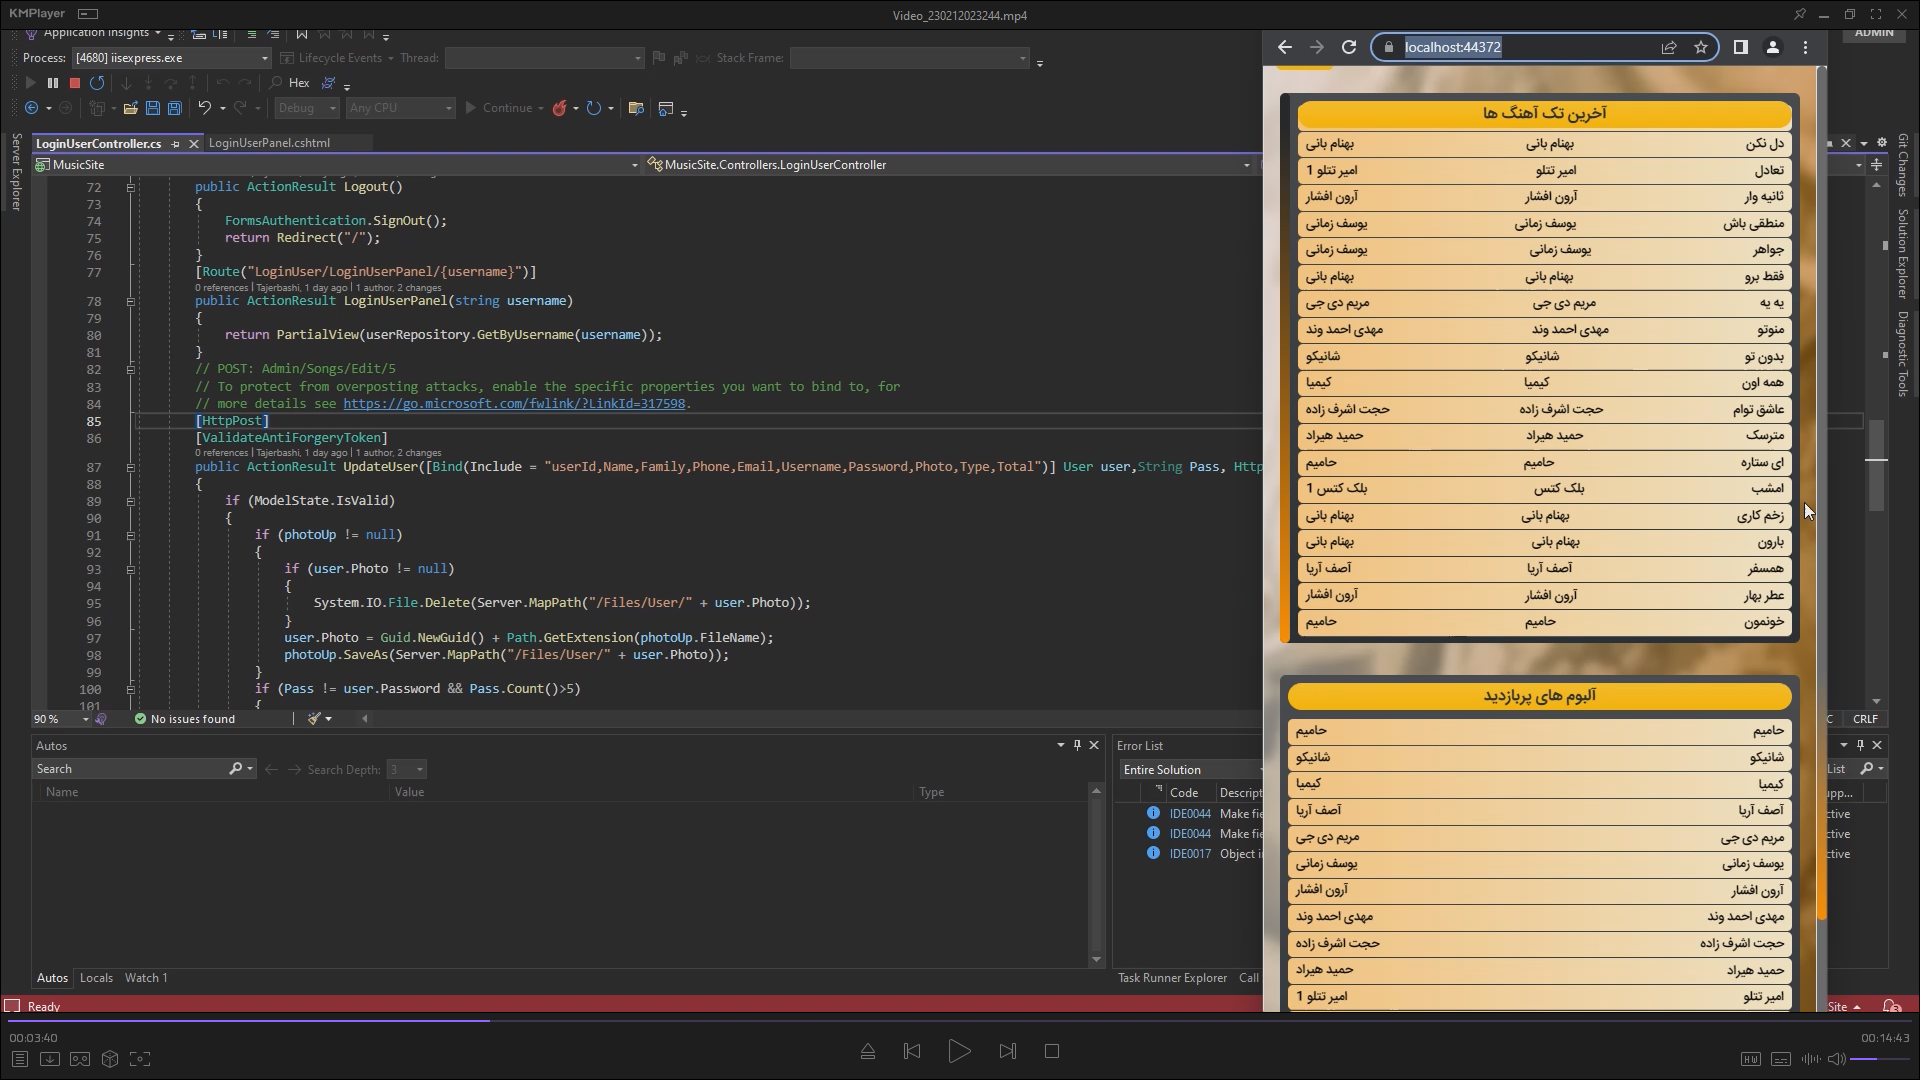 KMPlayer
Video_230212023244.mp4
Application Insights
ADMIN
Process: [4680] iisexpress.exe Lifecycle Events Thread: Stack Frame:
Hex
Debug Any CPU Continue
LoginUserController.cs LoginUserPanel.cshtml
MusicSite MusicSite.Controllers.LoginUserController
Server Explorer
72 public ActionResult Logout()
73 {
74 FormsAuthentication.SignOut();
75 return Redirect("/");
76 }
77 [Route("LoginUser/LoginUserPanel/{username}")]
0 references | Tajerbashi, 1 day ago | 1 author, 2 changes
78 public ActionResult LoginUserPanel(string username)
79 {
80 return PartialView(userRepository.GetByUsername(username));
81 }
82 // POST: Admin/Songs/Edit/5
83 // To protect from overposting attacks, enable the specific properties you want to bind to, for
84 // more details see https://go.microsoft.com/fwlink/?LinkId=317598.
85 [HttpPost]
86 [ValidateAntiForgeryToken]
0 references | Tajerbashi, 1 day ago | 1 author, 2 changes
87 public ActionResult UpdateUser([Bind(Include = "userId,Name,Family,Phone,Email,Username,Password,Photo,Type,Total")] User user,String Pass, Http
88 {
89 if (ModelState.IsValid)
90 {
91 if (photoUp != null)
92 {
93 if (user.Photo != null)
94 {
95 System.IO.File.Delete(Server.MapPath("/Files/User/" + user.Photo));
96 }
97 user.Photo = Guid.NewGuid() + Path.GetExtension(photoUp.FileName);
98 photoUp.SaveAs(Server.MapPath("/Files/User/" + user.Photo));
99 }
100 if (Pass != user.Password && Pass.Count()>5)
101 {
90 % No issues found
CRLF
Autos
Search Search Depth: 3
Name Value Type
Autos Locals Watch 1
Error List
Entire Solution
Code
IDE0044 Make
IDE0044 Make
IDE0017 Object
Task Runner Explorer Call
Ready
localhost:44372
آخرین تک آهنگ ها
دل نکن بهنام بانی بهنام بانی
تعادل امیر تتلو امیر تتلو 1
ثانیه وار آرون افشار آرون افشار
منطقی باش یوسف زمانی یوسف زمانی
جواهر یوسف زمانی یوسف زمانی
فقط برو بهنام بانی بهنام بانی
یه یه مریم دی جی مریم دی جی
منوتو مهدی احمد وند مهدی احمد وند
بدون تو شانیکو شانیکو
همه اون کیمیا کیمیا
عاشق توام حجت اشرف زاده حجت اشرف زاده
مترسک حمید هیراد حمید هیراد
ای ستاره حامیم حامیم
امشب بلک کتس بلک کتس 1
زخم کاری بهنام بانی بهنام بانی
بارون بهنام بانی بهنام بانی
همسفر آصف آریا آصف آریا
عطر بهار آرون افشار آرون افشار
خونمون حامیم حامیم
آلبوم های پربازدید
حامیم حامیم
شانیکو شانیکو
کیمیا کیمیا
آصف آریا آصف آریا
مریم دی جی مریم دی جی
یوسف زمانی یوسف زمانی
آرون افشار آرون افشار
مهدی احمد وند مهدی احمد وند
حجت اشرف زاده حجت اشرف زاده
حمید هیراد حمید هیراد
امیر تتلو امیر تتلو 1
Git Changes
Solution Explorer
Diagnostic Tools
List
Site
00:03:40
00:14:43